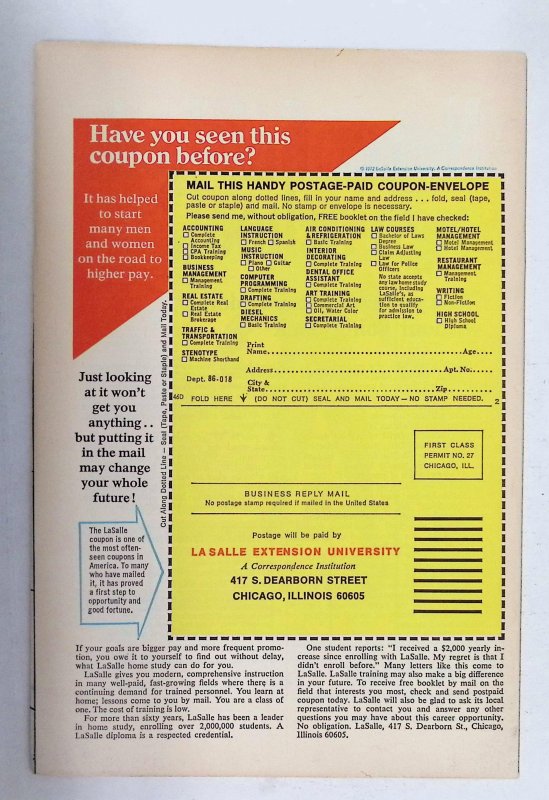 Have you seen this
coupon before?
© 1972 LaSalle Extension University. A Correspondence Institution
It has helped
to start
many men
and women
on the road to
higher pay.
Just looking
at it won't
get you
anything . .
but putting it
in the mail
may change
your whole
future!
The LaSalle
coupon is one of
the most often-
seen coupons in
America. To many
who have mailed
it, it has proved
a first step to
opportunity and
good fortune.
Cut Along Dotted Line — Seal (Tape, Paste or Staple) and Mail Today.
MAIL THIS HANDY POSTAGE-PAID COUPON-ENVELOPE
Cut coupon along dotted lines, fill in your name and address . . . fold, seal (tape,
paste or staple) and mail. No stamp or envelope is necessary.
Please send me, without obligation, FREE booklet on the field I have checked:
ACCOUNTING
Complete
Accounting
Income Tax
CPA Training
Bookkeeping
BUSINESS
MANAGEMENT
Management
Training
REAL ESTATE
Complete Real
Estate
Real Estate
Brokerage
TRAFFIC &
TRANSPORTATION
Complete Training
STENOTYPE
Machine Shorthand
LANGUAGE
INSTRUCTION
French Spanish
MUSIC
INSTRUCTION
Piano Guitar
Other
COMPUTER
PROGRAMMING
Complete Training
DRAFTING
Complete Training
DIESEL
MECHANICS
Basic Training
AIR CONDITIONING
& REFRIGERATION
Basic Training
INTERIOR
DECORATING
Complete Training
DENTAL OFFICE
ASSISTANT
Complete Training
ART TRAINING
Complete Training
Commercial Art
Oil, Water Color
SECRETARIAL
Complete Training
LAW COURSES
Bachelor of Laws
Degree
Business Law
Claim Adjusting
Law
Law for Police
Officers
No state accepts
any law home study
course, including
LaSalle's, as
sufficient educa-
tion to qualify
for admission to
practice law.
MOTEL/HOTEL
MANAGEMENT
Motel Management
Hotel Management
RESTAURANT
MANAGEMENT
Management
Training
WRITING
Fiction
Non-Fiction
HIGH SCHOOL
High School
Diploma
Print
Name Age
Address Apt. No.
Dept. 86-018 City &
State Zip
460 FOLD HERE (DO NOT CUT) SEAL AND MAIL TODAY—NO STAMP NEEDED. 2
FIRST CLASS
PERMIT NO. 27
CHICAGO, ILL.
BUSINESS REPLY MAIL
No postage stamp required if mailed in the United States
Postage will be paid by
LA SALLE EXTENSION UNIVERSITY
A Correspondence Institution
417 S. DEARBORN STREET
CHICAGO, ILLINOIS 60605
If your goals are bigger pay and more frequent promo-
tion, you owe it to yourself to find out without delay,
what LaSalle home study can do for you.
LaSalle gives you modern, comprehensive instruction
in many well-paid, fast-growing fields where there is a
continuing demand for trained personnel. You learn at
home; lessons come to you by mail. You are a class of
one. The cost of training is low.
For more than sixty years, LaSalle has been a leader
in home study, enrolling over 2,000,000 students. A
LaSalle diploma is a respected credential.
One student reports: "I received a $2,000 yearly in-
crease since enrolling with LaSalle. My regret is that I
didn't enroll before." Many letters like this come to
LaSalle. LaSalle training may also make a big difference
in your future. To receive free booklet by mail on the
field that interests you most, check and send postpaid
coupon today. LaSalle will also be glad to ask its local
representative to contact you and answer any other
questions you may have about this career opportunity.
No obligation. LaSalle, 417 S. Dearborn St., Chicago,
Illinois 60605.